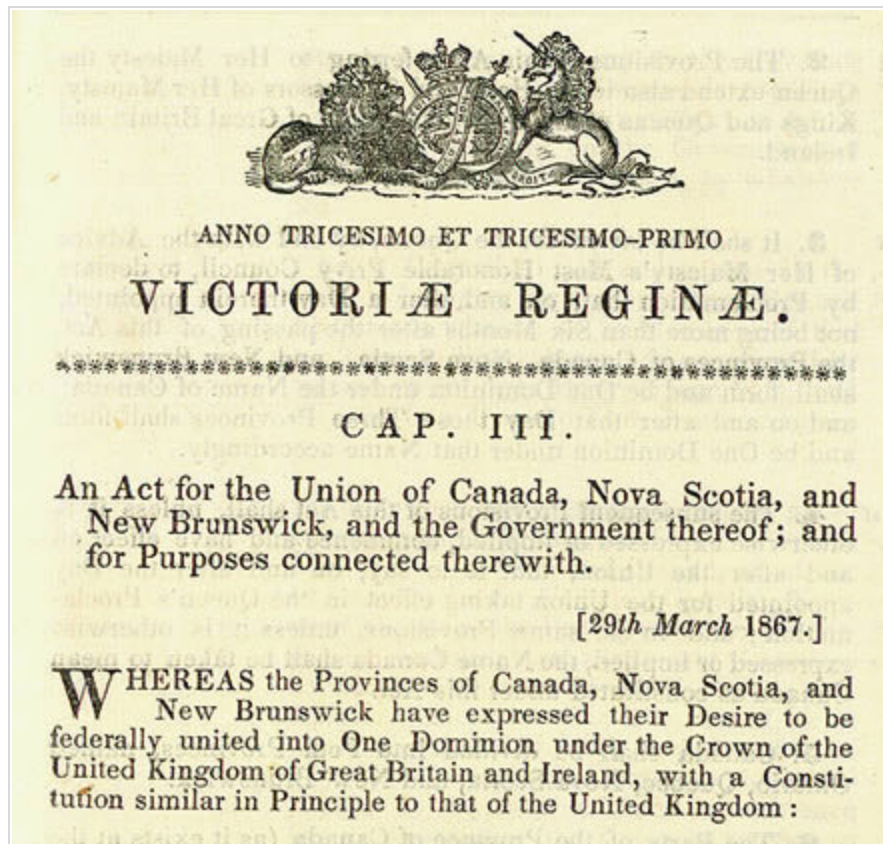 ANNO TRICESIMO ET TRICESIMO-PRIMO
VICTORIÆ REGINÆ.
CAP. III.
An Act for the Union of Canada, Nova Scotia, and
New Brunswick, and the Government thereof; and
for Purposes connected therewith.
[29th March 1867.]
WHEREAS the Provinces of Canada, Nova Scotia, and
New Brunswick have expressed their Desire to be
federally united into One Dominion under the Crown of the
United Kingdom of Great Britain and Ireland, with a Consti-
tution similar in Principle to that of the United Kingdom: